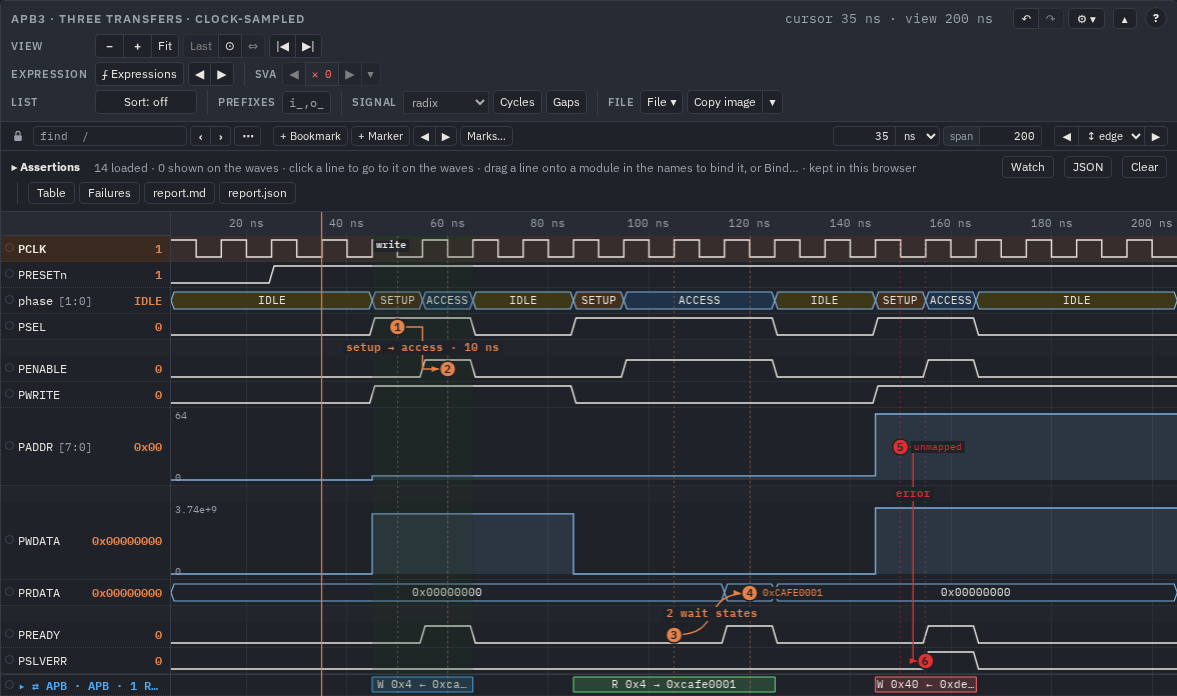 APB3 · THREE TRANSFERS · CLOCK-SAMPLED cursor 35 ns · view 200 ns ↶ ↷ ⚙ ▾ ▲ ?
VIEW − + Fit Last ⊙ ⇔ |◀ ▶|
EXPRESSION ⨍ Expressions ◀ ▶ SVA ◀ × 0 ▶ ▾
LIST Sort: off PREFIXES i_,o_ SIGNAL radix Cycles Gaps FILE File ▾ Copy image ▾
find / ‹ › ⋯ + Bookmark + Marker ◀ ▶ Marks... 35 ns span 200 ◀ ↕ edge ▶
▸ Assertions 14 loaded · 0 shown on the waves · click a line to go to it on the waves · drag a line onto a module in the names to bind it, or Bind… · kept in this browser Watch JSON Clear
Table Failures report.md report.json
20 ns 40 ns 60 ns 80 ns 100 ns 120 ns 140 ns 160 ns 180 ns 200 ns
PCLK 1 write
PRESETn 1
phase [1:0] IDLE IDLE SETUP ACCESS IDLE SETUP ACCESS IDLE SETUP ACCESS IDLE
PSEL 0 1
setup → access · 10 ns
PENABLE 0 2
PWRITE 0
64
PADDR [7:0] 0x00 5 unmapped
0
error
3.74e+9
PWDATA 0x00000000
0
PRDATA 0x00000000 0x00000000 4 0xCAFE0001 0x00000000
2 wait states
PREADY 0 3
PSLVERR 0 6
▸ ⇄ APB · APB · 1 R… W 0x4 ← 0xca… R 0x4 → 0xcafe0001 W 0x40 ← 0xde…